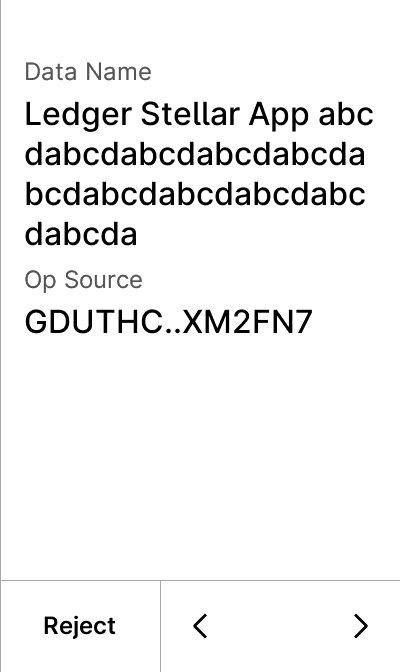 Data Name
Ledger Stellar App abc
dabcdabcdabcdabcda
bcdabcdabcdabcdabc
dabcda
Op Source
GDUTHC..XM2FN7
Reject